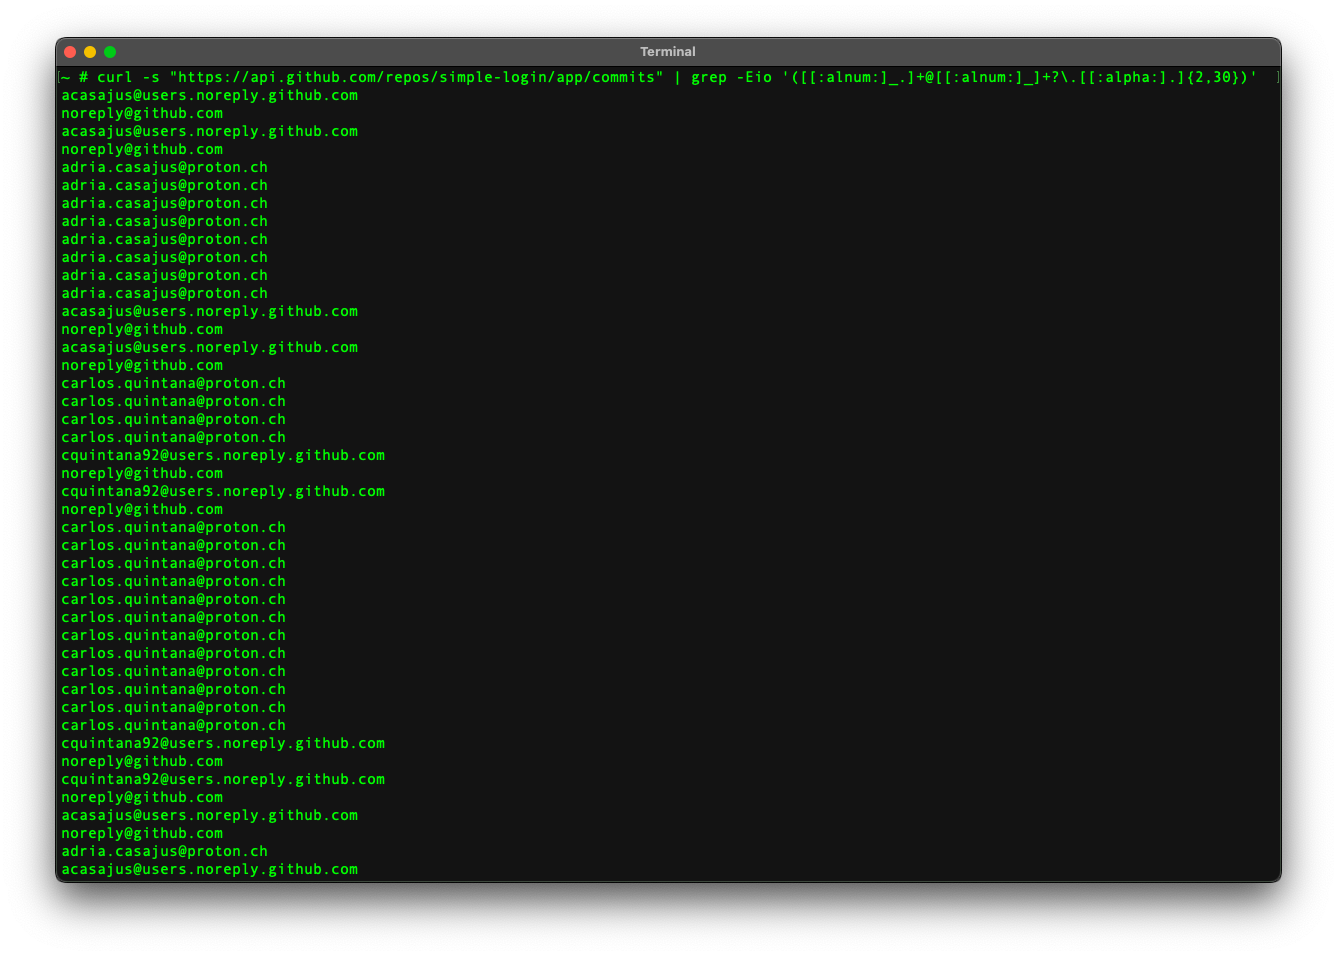 Terminal
[~ # curl -s "https://api.github.com/repos/simple-login/app/commits" | grep -Eio '([[:alnum:]_.]+@[[:alnum:]_]+?\.[[:alpha:].]{2,30})'  ]
acasajus@users.noreply.github.com
noreply@github.com
acasajus@users.noreply.github.com
noreply@github.com
adria.casajus@proton.ch
adria.casajus@proton.ch
adria.casajus@proton.ch
adria.casajus@proton.ch
adria.casajus@proton.ch
adria.casajus@proton.ch
adria.casajus@proton.ch
adria.casajus@proton.ch
acasajus@users.noreply.github.com
noreply@github.com
acasajus@users.noreply.github.com
noreply@github.com
carlos.quintana@proton.ch
carlos.quintana@proton.ch
carlos.quintana@proton.ch
carlos.quintana@proton.ch
cquintana92@users.noreply.github.com
noreply@github.com
cquintana92@users.noreply.github.com
noreply@github.com
carlos.quintana@proton.ch
carlos.quintana@proton.ch
carlos.quintana@proton.ch
carlos.quintana@proton.ch
carlos.quintana@proton.ch
carlos.quintana@proton.ch
carlos.quintana@proton.ch
carlos.quintana@proton.ch
carlos.quintana@proton.ch
carlos.quintana@proton.ch
carlos.quintana@proton.ch
carlos.quintana@proton.ch
cquintana92@users.noreply.github.com
noreply@github.com
cquintana92@users.noreply.github.com
noreply@github.com
acasajus@users.noreply.github.com
noreply@github.com
adria.casajus@proton.ch
acasajus@users.noreply.github.com